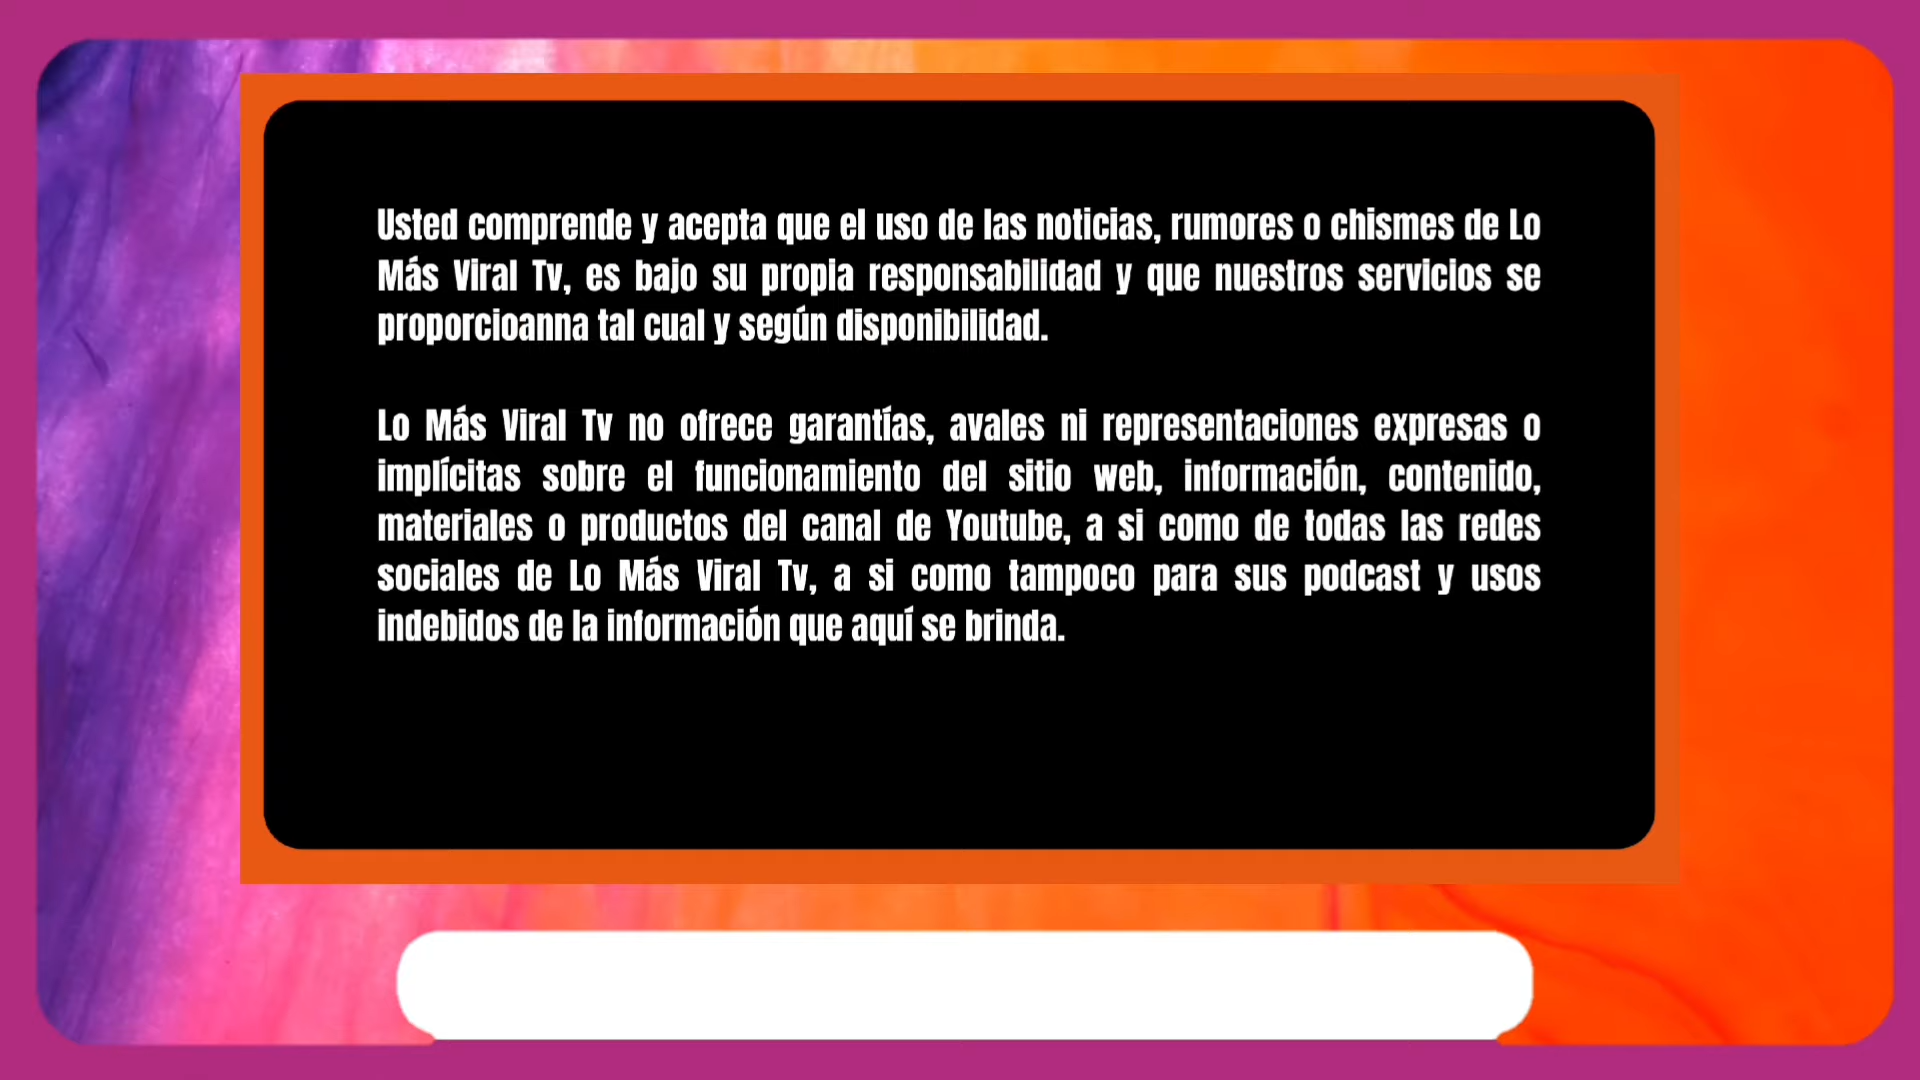 Usted comprende y acepta que el uso de las noticias, rumores o chismes de Lo
Más Viral Tv, es bajo su propia responsabilidad y que nuestros servicios se
proporcioanna tal cual y según disponibilidad.
Lo Más Viral Tv no ofrece garantías, avales ni representaciones expresas o
implícitas sobre el funcionamiento del sitio web, información, contenido,
materiales o productos del canal de Youtube, a si como de todas las redes
sociales de Lo Más Viral Tv, a si como tampoco para sus podcast y usos
indebidos de la información que aquí se brinda.